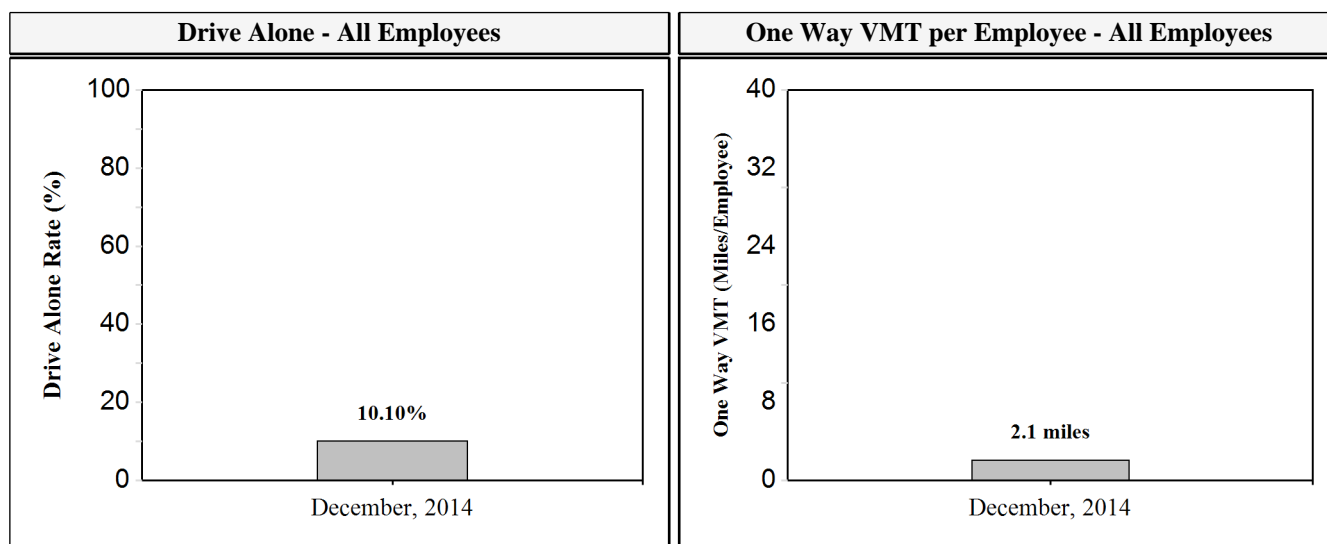 Drive Alone - All Employees
One Way VMT per Employee - All Employees
Drive Alone Rate (%)
100
80
60
40
20
0
10.10%
December, 2014
One Way VMT (Miles/Employee)
40
32
24
16
8
0
2.1 miles
December, 2014